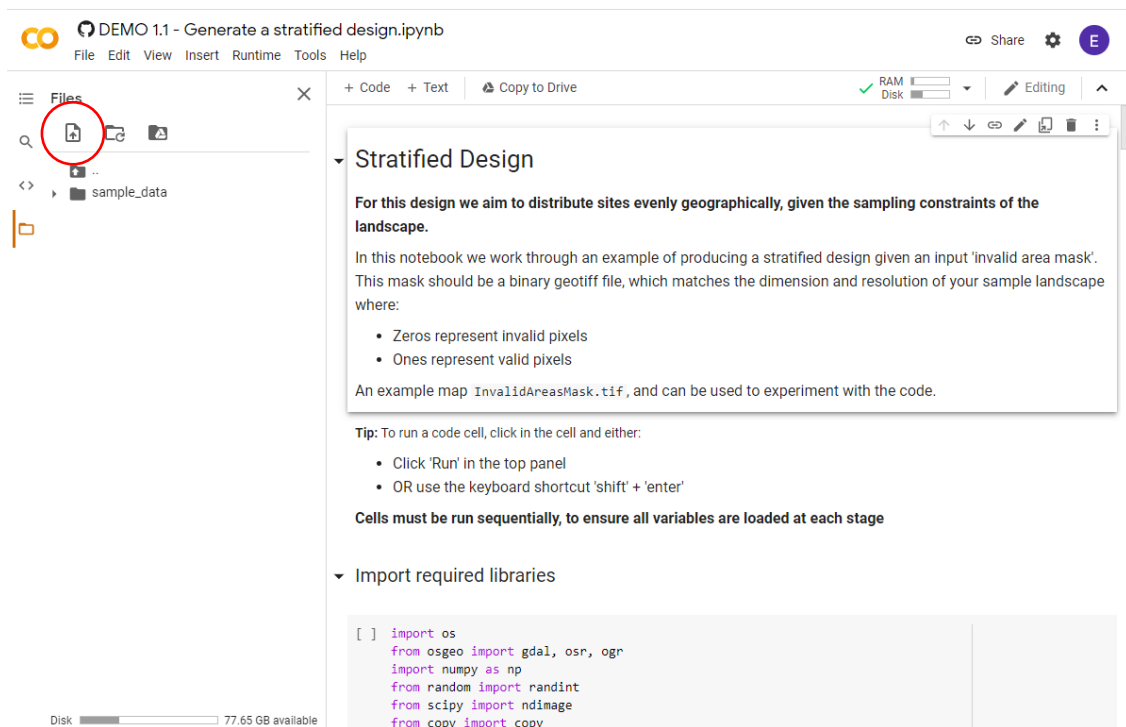 DEMO 1.1 - Generate a stratified design.ipynb
File Edit View Insert Runtime Tools Help
Share
E
Files
+ Code + Text Copy to Drive
RAM
Disk
Editing
..
sample_data
Stratified Design
For this design we aim to distribute sites evenly geographically, given the sampling constraints of the
landscape.
In this notebook we work through an example of producing a stratified design given an input 'invalid area mask'.
This mask should be a binary geotiff file, which matches the dimension and resolution of your sample landscape
where:
• Zeros represent invalid pixels
• Ones represent valid pixels
An example map InvalidAreasMask.tif, and can be used to experiment with the code.
Tip: To run a code cell, click in the cell and either:
• Click 'Run' in the top panel
• OR use the keyboard shortcut 'shift' + 'enter'
Cells must be run sequentially, to ensure all variables are loaded at each stage
Import required libraries
[ ] import os
from osgeo import gdal, osr, ogr
import numpy as np
from random import randint
from scipy import ndimage
from copy import copy
Disk 77.65 GB available